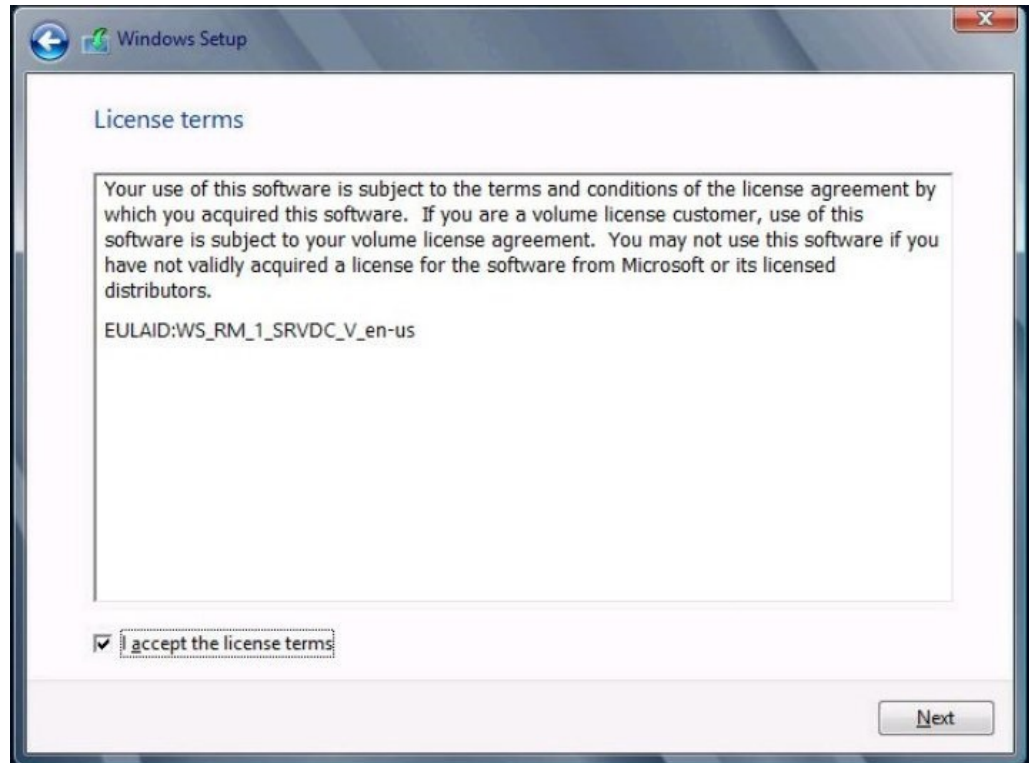 Windows Setup
License terms
Your use of this software is subject to the terms and conditions of the license agreement by
which you acquired this software.  If you are a volume license customer, use of this
software is subject to your volume license agreement.  You may not use this software if you
have not validly acquired a license for the software from Microsoft or its licensed
distributors.
EULAID:WS_RM_1_SRVDC_V_en-us
I accept the license terms
Next